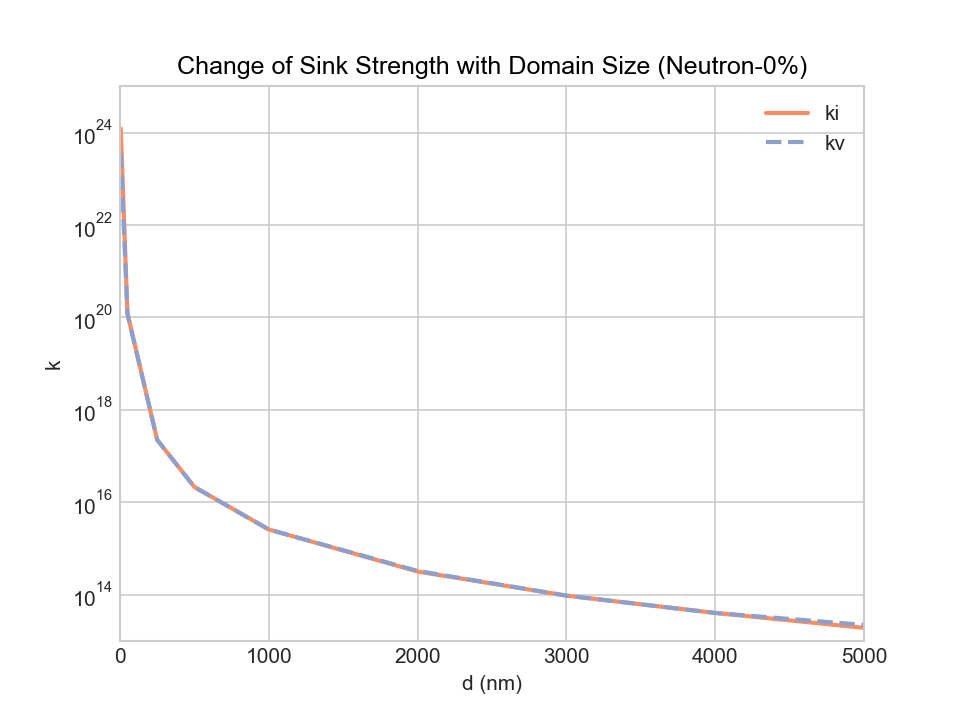 Change of Sink Strength with Domain Size (Neutron-0%)
ki
kv
10^24
10^22
10^20
10^18
10^16
10^14
k
0 1000 2000 3000 4000 5000
d (nm)